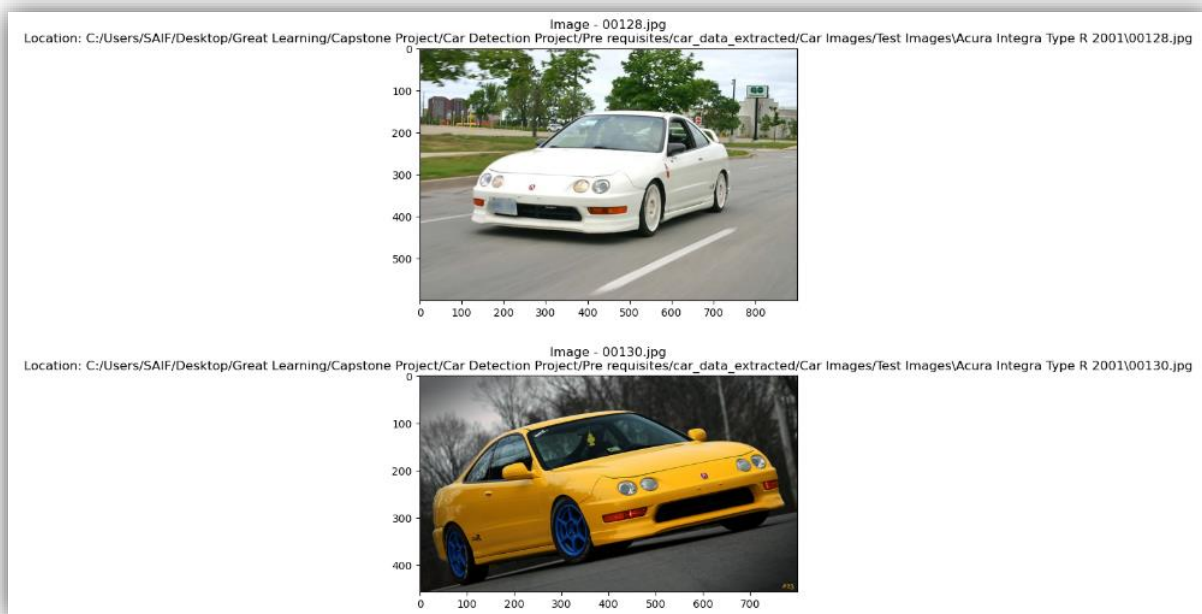 Image - 00128.jpg
Location: C:/Users/SAIF/Desktop/Great Learning/Capstone Project/Car Detection Project/Pre requisites/car_data_extracted/Car Images/Test Images\Acura Integra Type R 2001\00128.jpg
0
100
200
300
400
500
GO
0 100 200 300 400 500 600 700 800
Image - 00130.jpg
Location: C:/Users/SAIF/Desktop/Great Learning/Capstone Project/Car Detection Project/Pre requisites/car_data_extracted/Car Images/Test Images\Acura Integra Type R 2001\00130.jpg
0
100
200
300
400
0 100 200 300 400 500 600 700